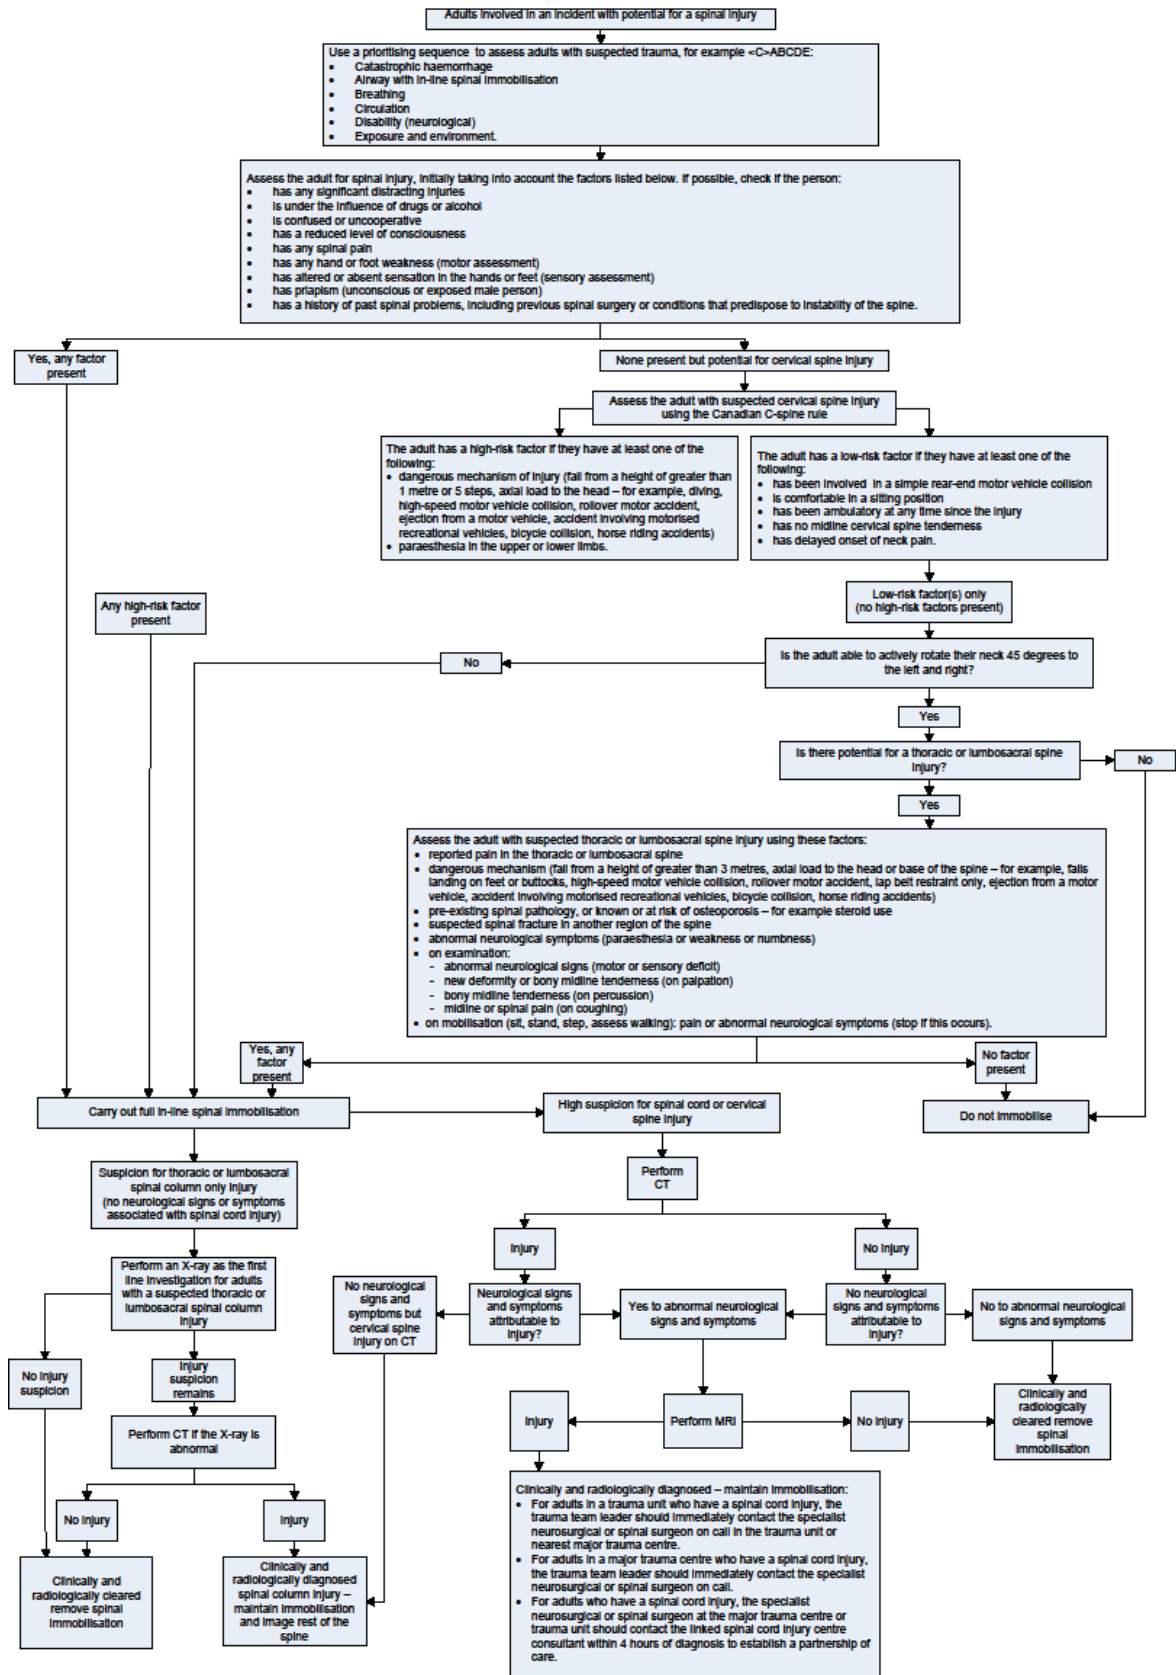 Adults involved in an incident with potential for a spinal injury
Use a prioritising sequence to assess adults with suspected trauma, for example <C>ABCDE:
• Catastrophic haemorrhage
• Airway with in-line spinal immobilisation
• Breathing
• Circulation
• Disability (neurological)
• Exposure and environment.
Assess the adult for spinal injury, initially taking into account the factors listed below. If possible, check if the person:
• has any significant distracting injuries
• is under the influence of drugs or alcohol
• is confused or uncooperative
• has a reduced level of consciousness
• has any spinal pain
• has any hand or foot weakness (motor assessment)
• has altered or absent sensation in the hands or feet (sensory assessment)
• has priapism (unconscious or exposed male person)
• has a history of past spinal problems, including previous spinal surgery or conditions that predispose to instability of the spine.
Yes, any factor
present
None present but potential for cervical spine injury
Assess the adult with suspected cervical spine injury
using the Canadian C-spine rule
The adult has a high-risk factor if they have at least one of the
following:
• dangerous mechanism of injury (fall from a height of greater than
1 metre or 5 steps, axial load to the head – for example, diving,
high-speed motor vehicle collision, rollover motor accident,
ejection from a motor vehicle, accident involving motorised
recreational vehicles, bicycle collision, horse riding accidents)
• paraesthesia in the upper or lower limbs.
The adult has a low-risk factor if they have at least one of the
following:
• has been involved in a simple rear-end motor vehicle collision
• is comfortable in a sitting position
• has been ambulatory at any time since the injury
• has no midline cervical spine tenderness
• has delayed onset of neck pain.
Low-risk factor(s) only
(no high-risk factors present)
Any high-risk factor
present
Is the adult able to actively rotate their neck 45 degrees to
the left and right?
No
Yes
Is there potential for a thoracic or lumbosacral spine
injury?
No
Yes
Assess the adult with suspected thoracic or lumbosacral spine injury using these factors:
• reported pain in the thoracic or lumbosacral spine
• dangerous mechanism (fall from a height of greater than 3 metres, axial load to the head or base of the spine – for example, falls
landing on feet or buttocks, high-speed motor vehicle collision, rollover motor accident, lap belt restraint only, ejection from a motor
vehicle, accident involving motorised recreational vehicles, bicycle collision, horse riding accidents)
• pre-existing spinal pathology, or known or at risk of osteoporosis – for example steroid use
• suspected spinal fracture in another region of the spine
• abnormal neurological symptoms (paraesthesia or weakness or numbness)
• on examination:
- abnormal neurological signs (motor or sensory deficit)
- new deformity or bony midline tenderness (on palpation)
- bony midline tenderness (on percussion)
- midline or spinal pain (on coughing)
• on mobilisation (sit, stand, step, assess walking): pain or abnormal neurological symptoms (stop if this occurs).
Yes, any
factor
present
No factor
present
Carry out full in-line spinal immobilisation
High suspicion for spinal cord or cervical
spine injury
Do not immobilise
Suspicion for thoracic or lumbosacral
spinal column only injury
(no neurological signs or symptoms
associated with spinal cord injury)
Perform
CT
Injury
No injury
Perform an X-ray as the first
line investigation for adults
with a suspected thoracic or
lumbosacral spinal column
injury
No neurological
signs and
symptoms but
cervical spine
injury on CT
Neurological signs
and symptoms
attributable to
injury?
Yes to abnormal neurological
signs and symptoms
No neurological
signs and symptoms
attributable to
injury?
No to abnormal neurological
signs and symptoms
No injury
suspicion
Injury
suspicion
remains
Injury
Perform MRI
No injury
Clinically and
radiologically cleared
remove spinal
immobilisation
Perform CT if the X-ray is
abnormal
No injury
Injury
Clinically and
radiologically cleared
remove spinal
immobilisation
Clinically and
radiologically diagnosed
spinal column injury –
maintain immobilisation
and image rest of the
spine
Clinically and radiologically diagnosed – maintain immobilisation:
• For adults in a trauma unit who have a spinal cord injury, the
trauma team leader should immediately contact the specialist
neurosurgical or spinal surgeon on call in the trauma unit or
nearest major trauma centre.
• For adults in a major trauma centre who have a spinal cord injury,
the trauma team leader should immediately contact the specialist
neurosurgical or spinal surgeon on call.
• For adults who have a spinal cord injury, the specialist
neurosurgical or spinal surgeon at the major trauma centre or
trauma unit should contact the linked spinal cord injury centre
consultant within 4 hours of diagnosis to establish a partnership of
care.